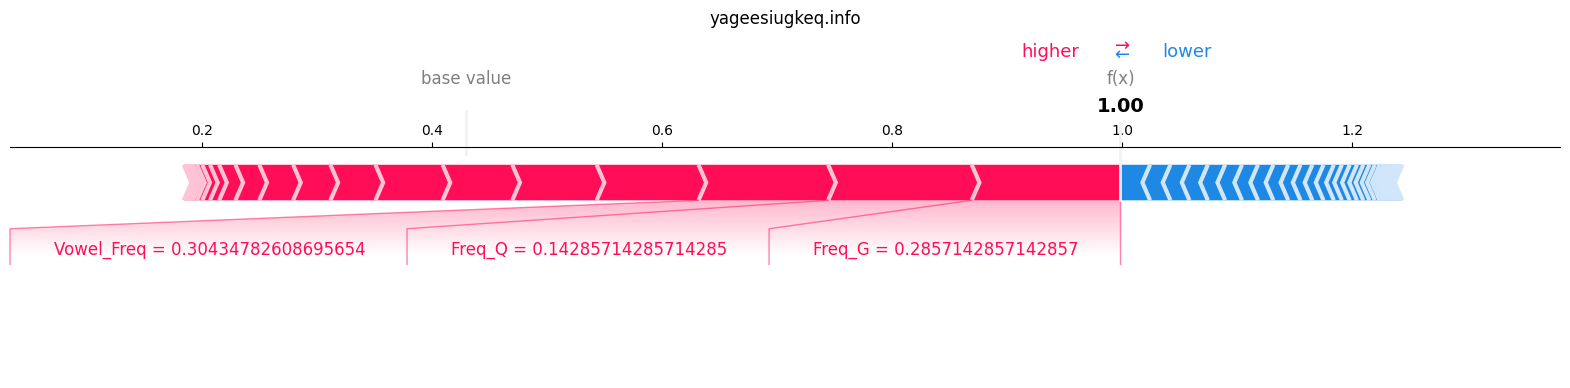 yageesiugkeq.info
higher ⇄ lower
base value f(x)
1.00
0.2 0.4 0.6 0.8 1.0 1.2
Vowel_Freq = 0.30434782608695654 Freq_Q = 0.14285714285714285 Freq_G = 0.2857142857142857